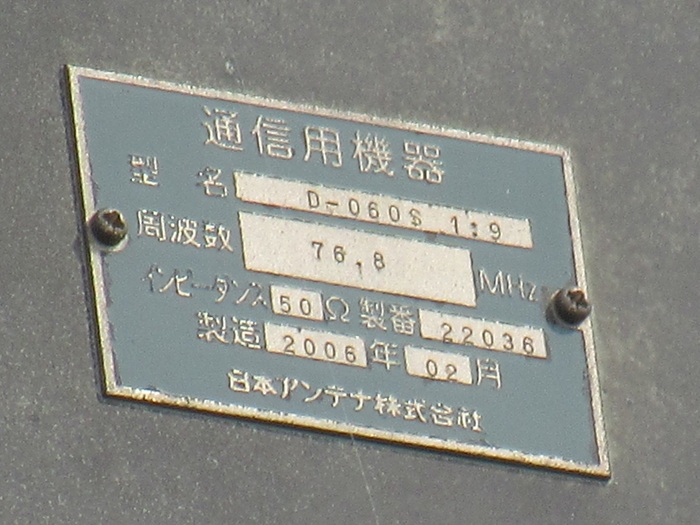 通信用機器
型名 D-060S 1:9
周波数 76.8 MHz
インピーダンス 50 Ω 製番 22036
製造 2006 年 02 月
日本アンテナ株式会社